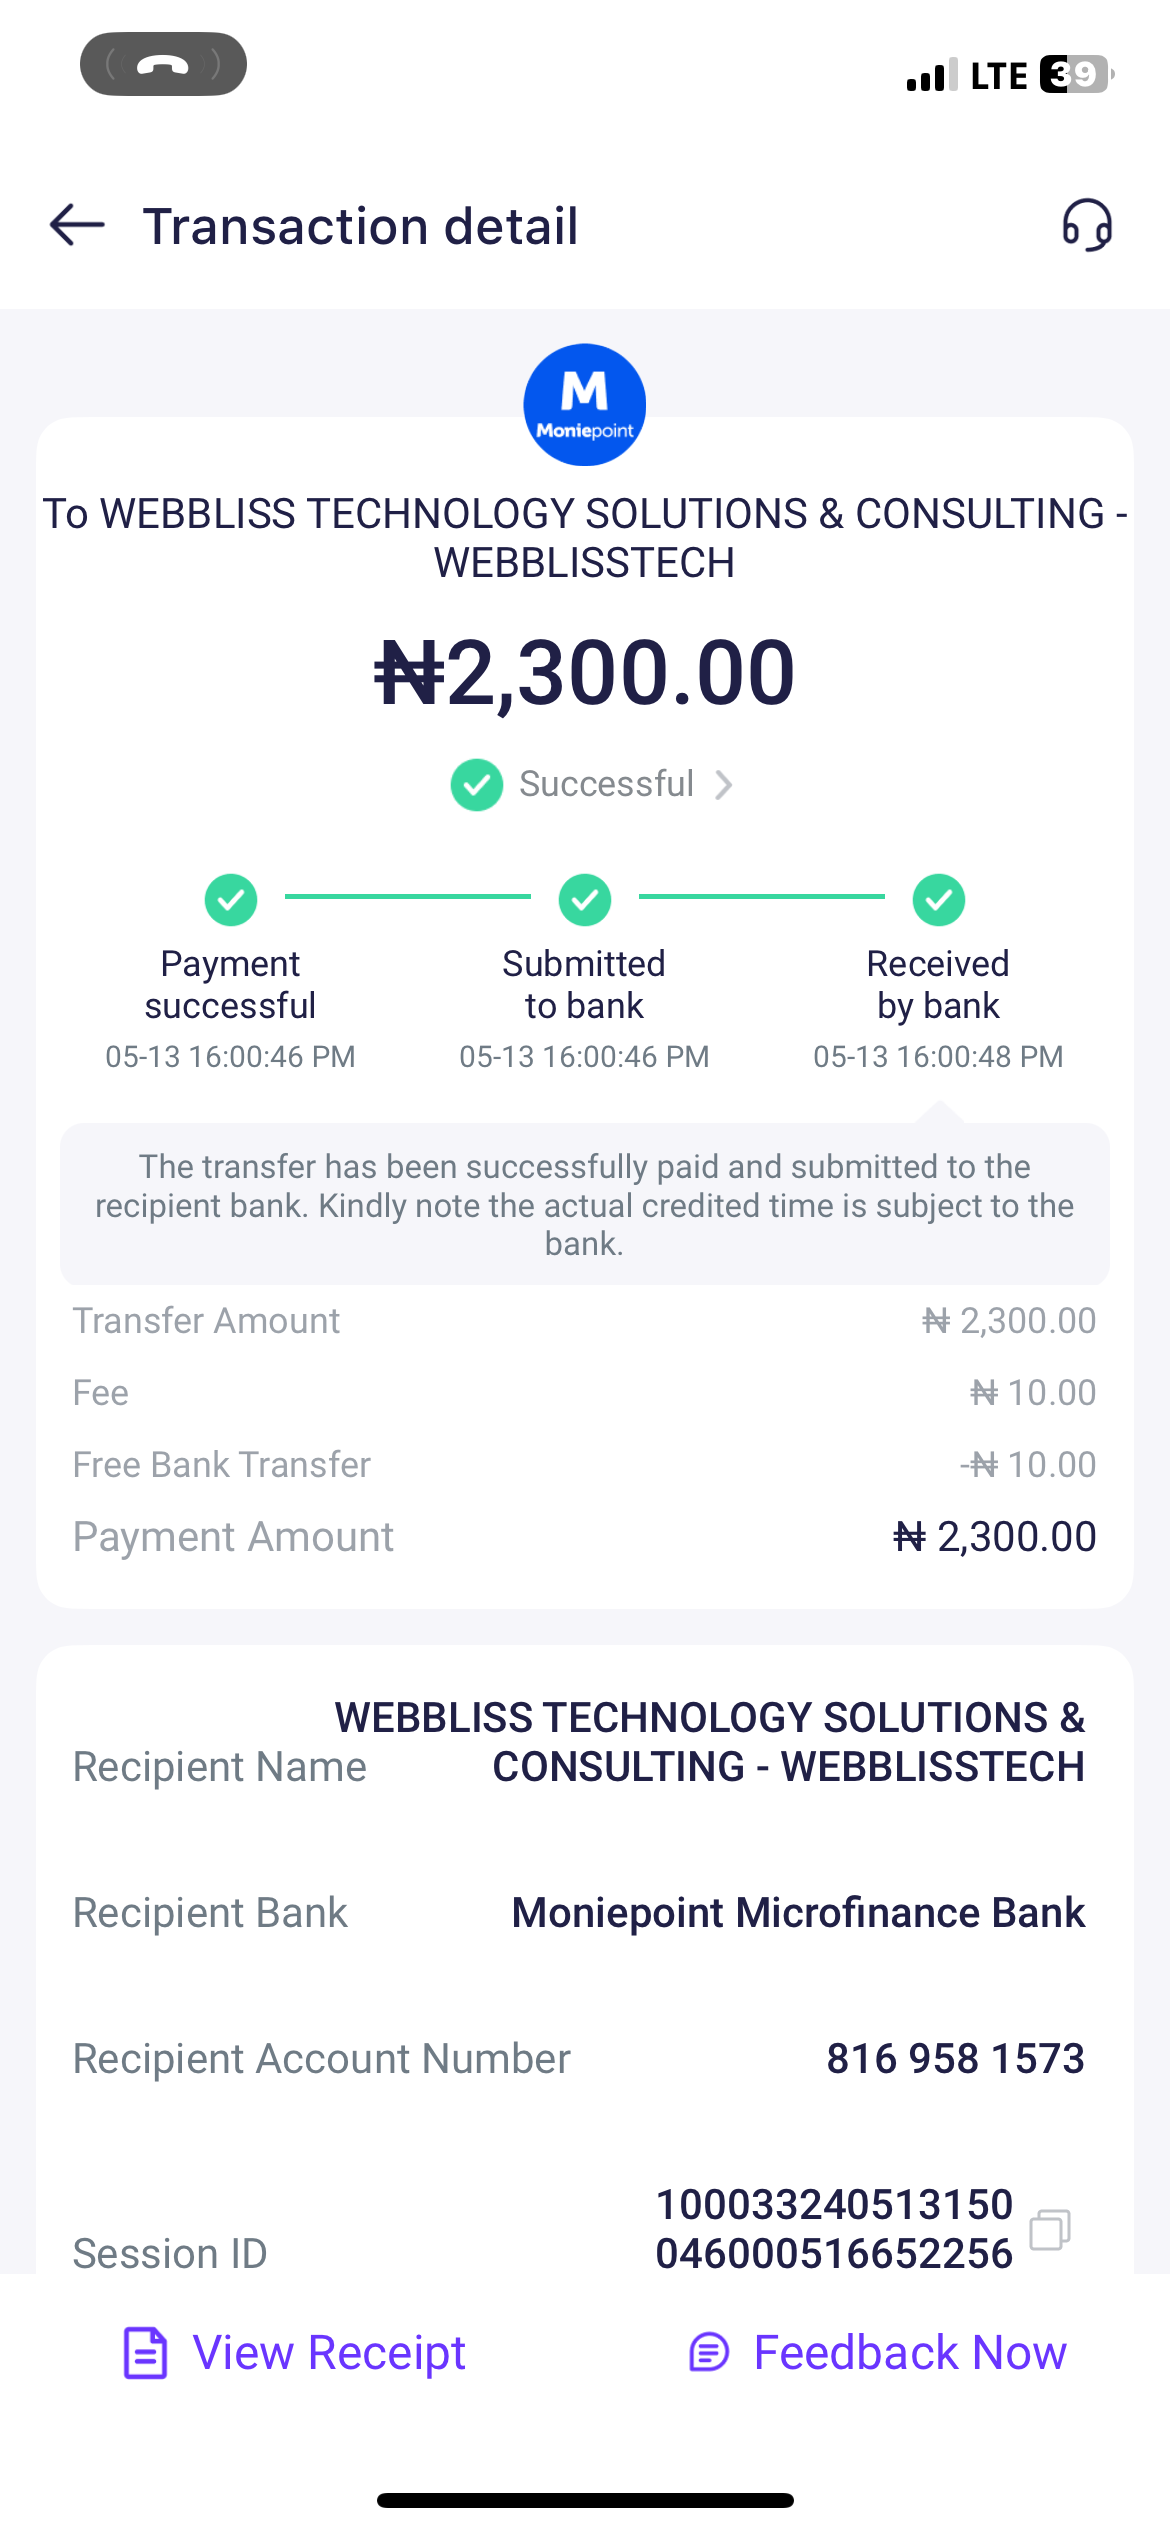 LTE 39
Transaction detail
M
Moniepoint
To WEBBLISS TECHNOLOGY SOLUTIONS & CONSULTING -
WEBBLISSTECH
₦2,300.00
Successful
Payment
successful
05-13 16:00:46 PM
Submitted
to bank
05-13 16:00:46 PM
Received
by bank
05-13 16:00:48 PM
The transfer has been successfully paid and submitted to the
recipient bank. Kindly note the actual credited time is subject to the
bank.
Transfer Amount ₦ 2,300.00
Fee ₦ 10.00
Free Bank Transfer -₦ 10.00
Payment Amount ₦ 2,300.00
WEBBLISS TECHNOLOGY SOLUTIONS &
Recipient Name CONSULTING - WEBBLISSTECH
Recipient Bank Moniepoint Microfinance Bank
Recipient Account Number 816 958 1573
100033240513150
Session ID 046000516652256
View Receipt Feedback Now